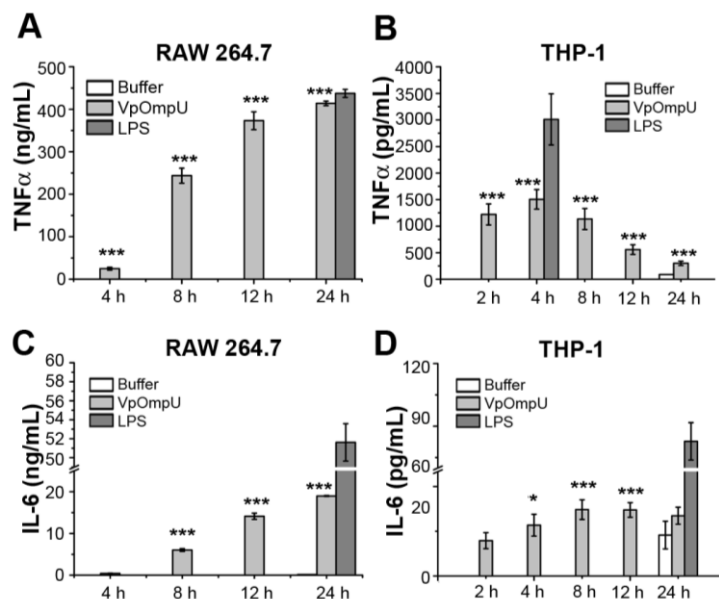 A
RAW 264.7
TNFα (ng/mL)
500
400
300
200
100
0
Buffer
VpOmpU
LPS
***
***
***
***
4 h 8 h 12 h 24 h
B
THP-1
TNFα (pg/mL)
4000
3500
3000
2500
2000
1500
1000
500
0
Buffer
VpOmpU
LPS
***
***
***
***
***
2 h 4 h 8 h 12 h 24 h
C
RAW 264.7
IL-6 (ng/mL)
60
58
56
54
52
50
20
10
0
Buffer
VpOmpU
LPS
***
***
***
4 h 8 h 12 h 24 h
D
THP-1
IL-6 (pg/mL)
120
90
60
20
0
Buffer
VpOmpU
LPS
*
***
***
2 h 4 h 8 h 12 h 24 h